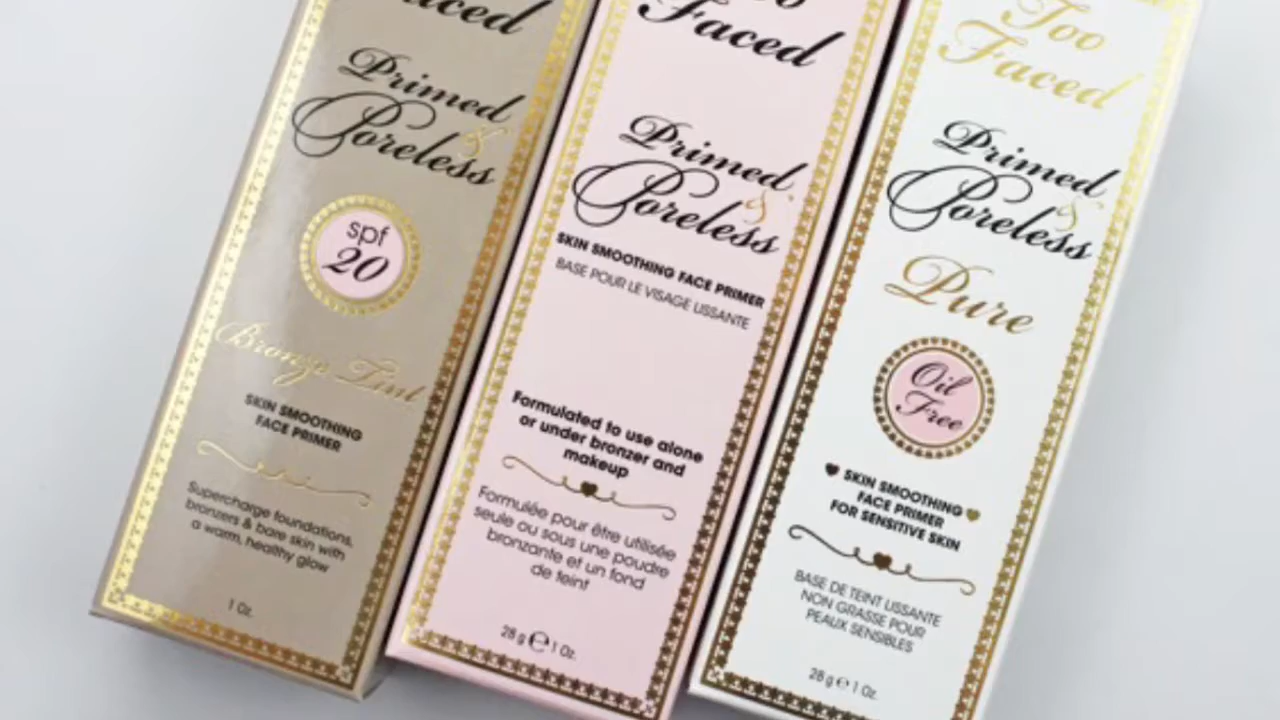 Faced
Primed
& Poreless
spf
20
Bronze Tint
SKIN SMOOTHING
FACE PRIMER
Supercharge foundations,
bronzers & bare skin with
a warm, healthy glow
1 Oz.
Too
Faced
Primed
& Poreless
SKIN SMOOTHING FACE PRIMER
BASE POUR LE VISAGE LISSANTE
Formulated to use alone
or under bronzer and
makeup
Formulée pour être utilisée
seule ou sous une poudre
bronzante et un fond
de teint
28 g ℮ 1 Oz.
Too
Faced
Primed
& Poreless
Pure
Oil
Free
SKIN SMOOTHING
FACE PRIMER
FOR SENSITIVE SKIN
BASE DE TEINT LISSANTE
NON GRASSE POUR
PEAUX SENSIBLES
28 g ℮ 1 Oz.